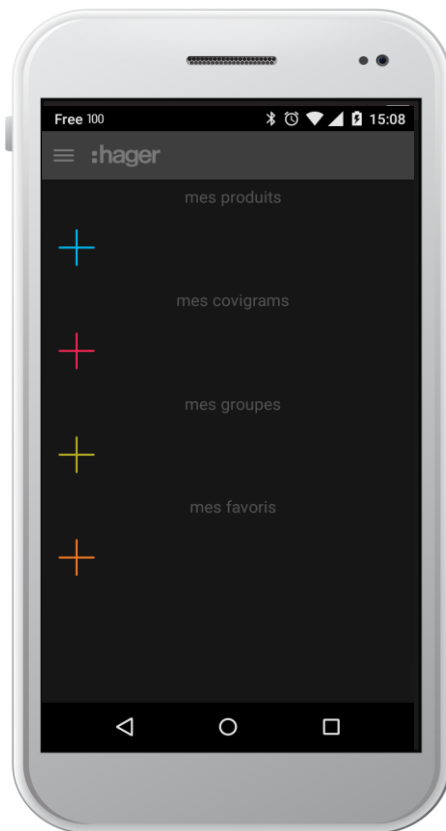 Free 100
15:08
:hager
mes produits
mes covigrams
mes groupes
mes favoris